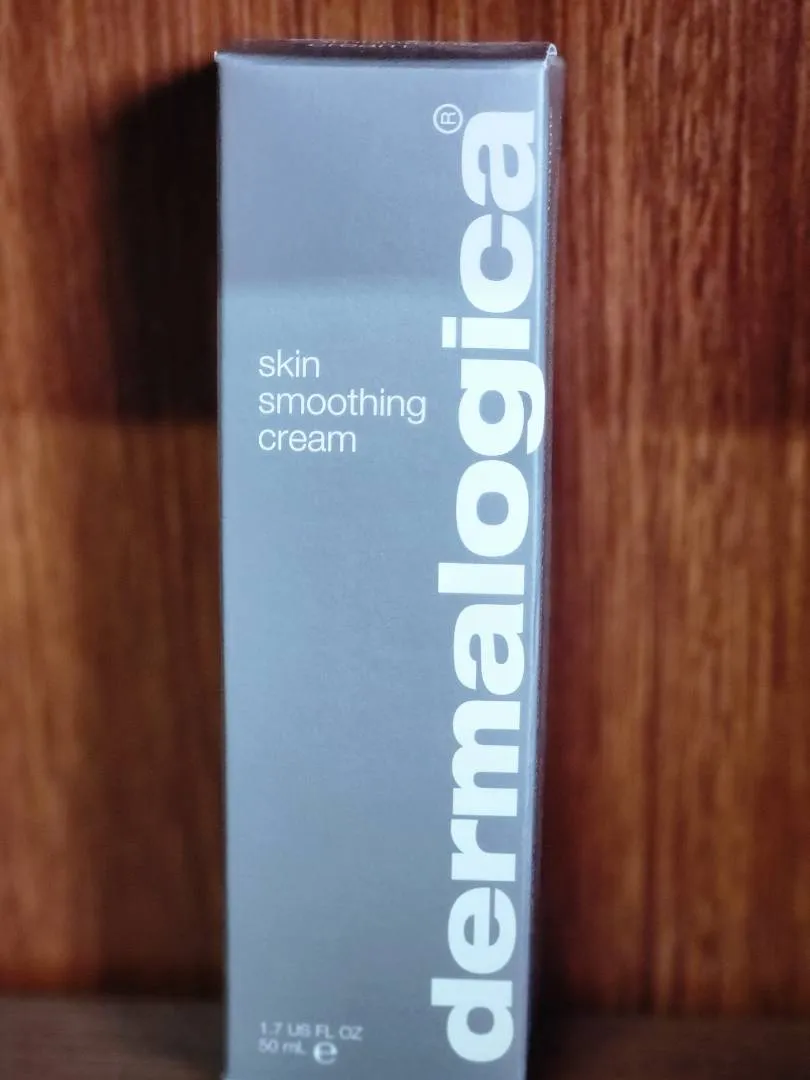 dermalogica®
skin
smoothing
cream
1.7 US FL OZ
50 mL ℮